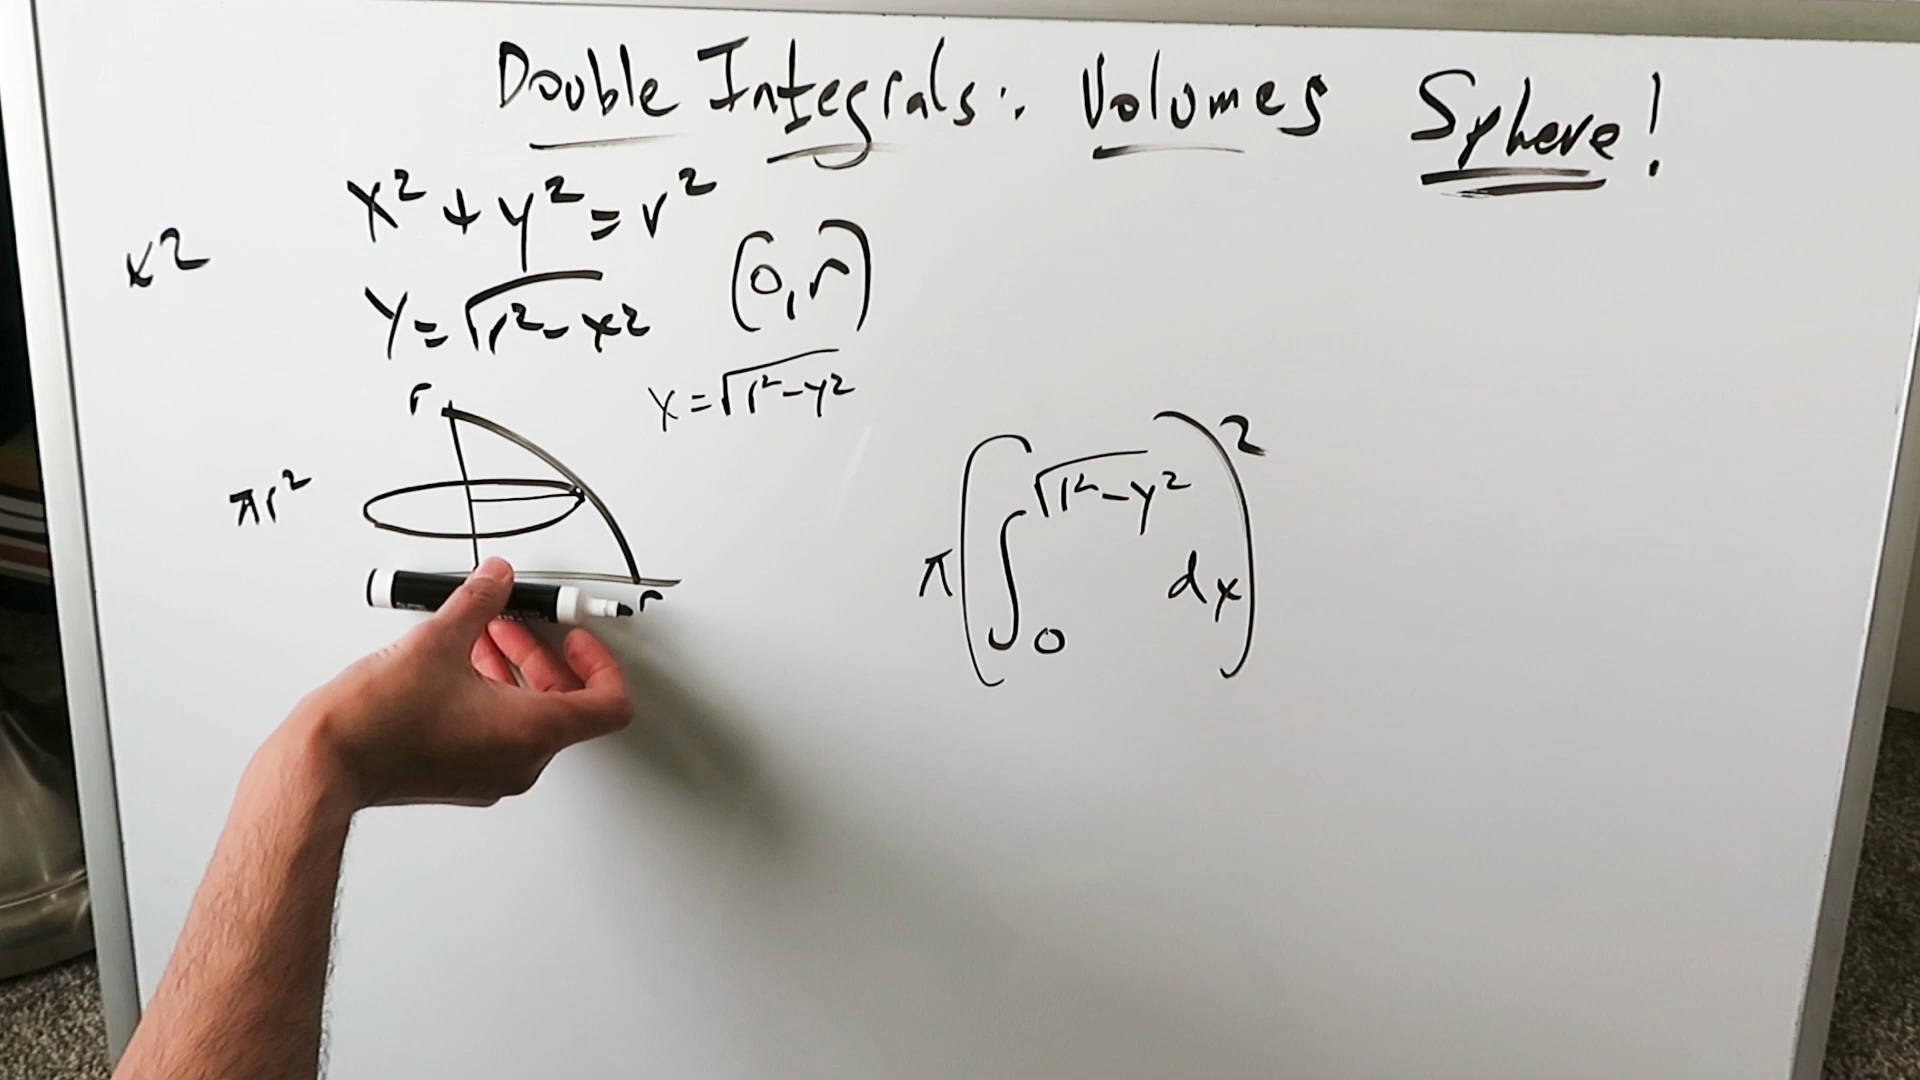 Double Integrals: Volumes Sphere!
x² + y² = r²
x2
(0,r)
y = √(r² - x²)
x = √(r² - y²)
r
πr²
r
π(∫₀^√(r² - y²) dx)²